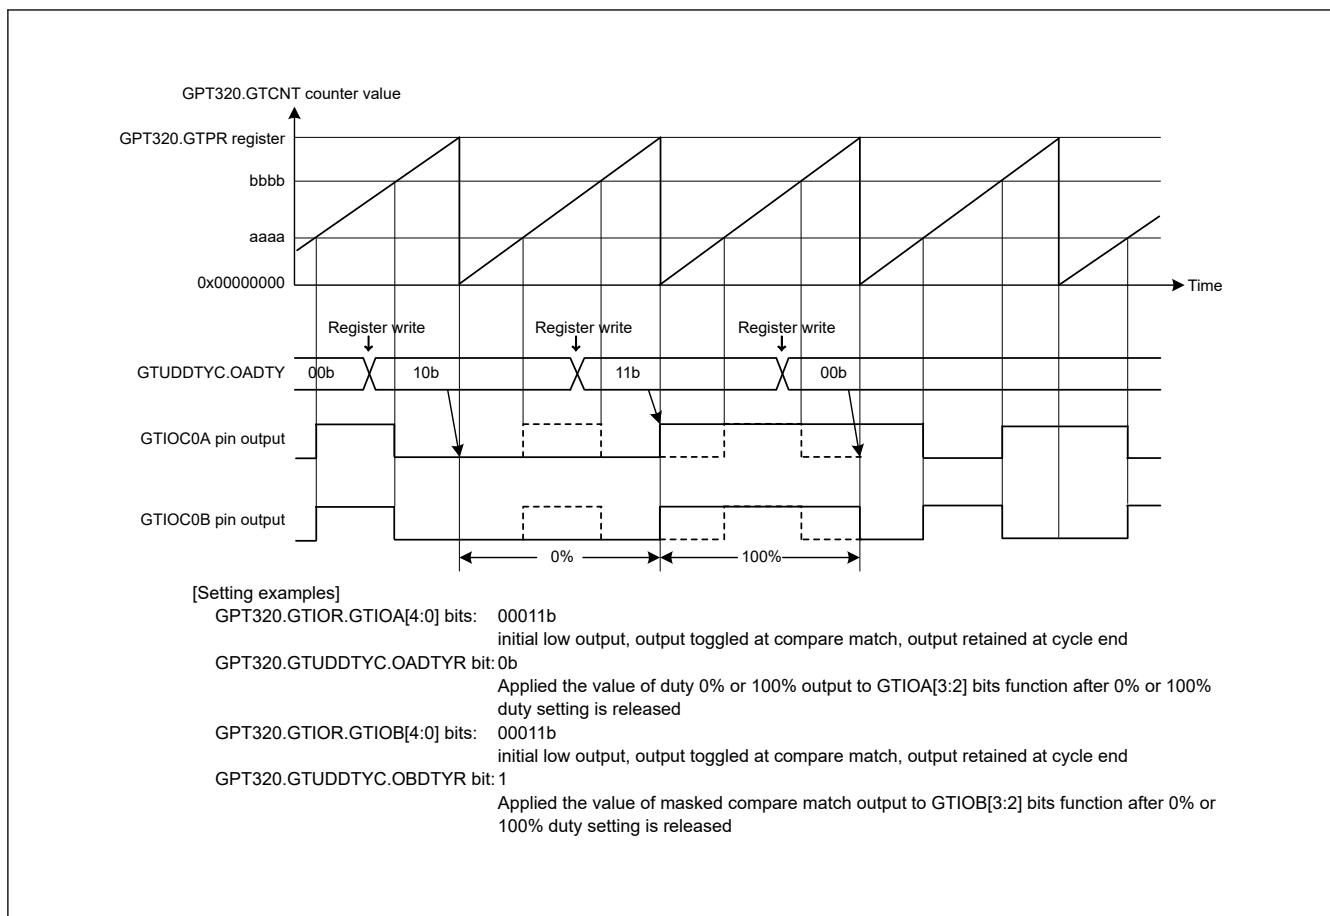 GPT320.GTCNT counter value
GPT320.GTPR register
bbbb
aaaa
0x00000000
Time
Register write Register write Register write
GTUDDTYC.OADTY 00b 10b 11b 00b
GTIOC0A pin output
GTIOC0B pin output
0% 100%
[Setting examples]
GPT320.GTIOR.GTIOA[4:0] bits: 00011b
initial low output, output toggled at compare match, output retained at cycle end
GPT320.GTUDDTYC.OADTYR bit: 0b
Applied the value of duty 0% or 100% output to GTIOA[3:2] bits function after 0% or 100%
duty setting is released
GPT320.GTIOR.GTIOB[4:0] bits: 00011b
initial low output, output toggled at compare match, output retained at cycle end
GPT320.GTUDDTYC.OBDTYR bit: 1
Applied the value of masked compare match output to GTIOB[3:2] bits function after 0% or
100% duty setting is released